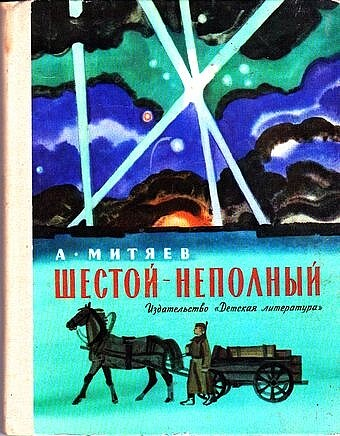 А·МИТЯЕВ
ШЕСТОЙ-НЕПОЛНЫЙ
Издательство «Детская литература»